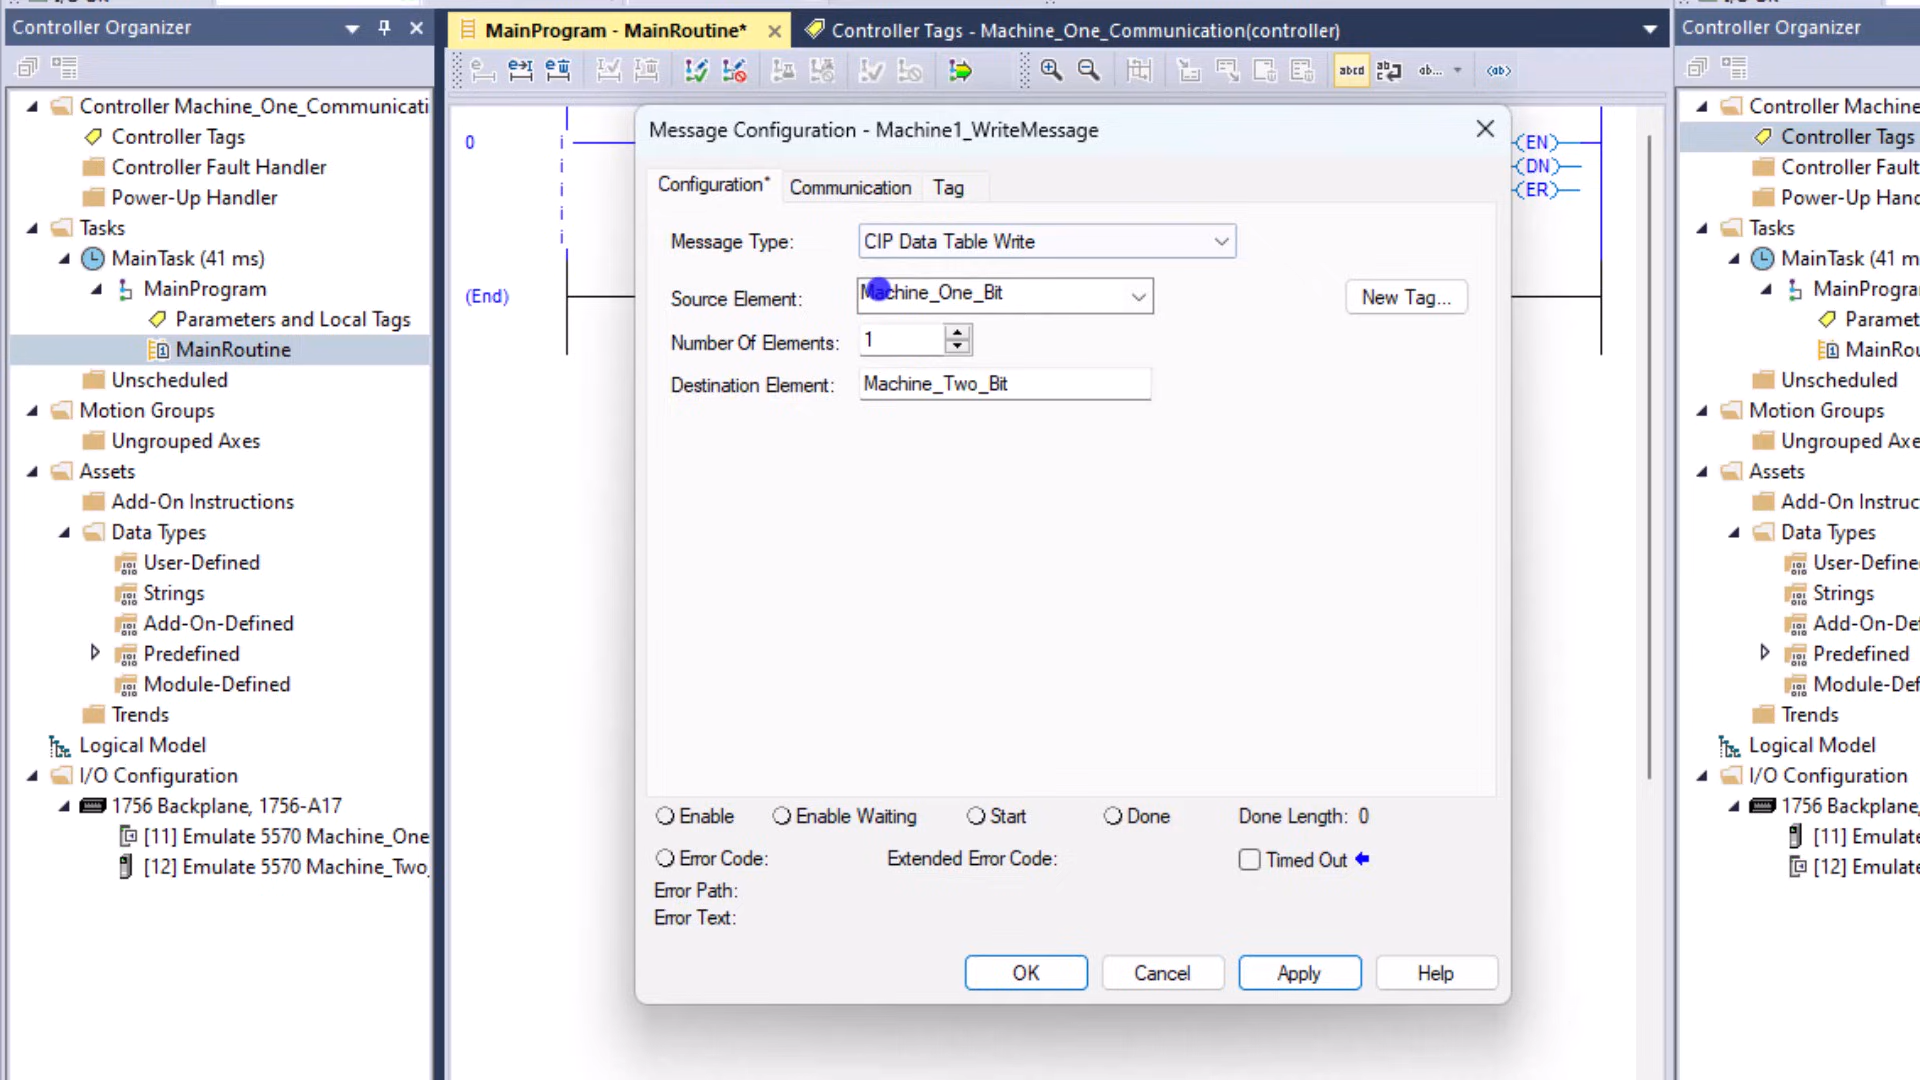 Controller Organizer
Controller Machine_One_Communicati
Controller Tags
Controller Fault Handler
Power-Up Handler
Tasks
MainTask (41 ms)
MainProgram
Parameters and Local Tags
MainRoutine
Unscheduled
Motion Groups
Ungrouped Axes
Assets
Add-On Instructions
Data Types
User-Defined
Strings
Add-On-Defined
Predefined
Module-Defined
Trends
Logical Model
I/O Configuration
1756 Backplane, 1756-A17
[11] Emulate 5570 Machine_One
[12] Emulate 5570 Machine_Two_
MainProgram - MainRoutine*
Controller Tags - Machine_One_Communication(controller)
abcd
ab...
<ab>
0
i
i
i
i
i
(End)
EN
DN
ER
Message Configuration - Machine1_WriteMessage
Configuration*
Communication
Tag
Message Type: CIP Data Table Write
Source Element: Machine_One_Bit
New Tag...
Number Of Elements: 1
Destination Element: Machine_Two_Bit
Enable
Enable Waiting
Start
Done
Done Length: 0
Error Code:
Extended Error Code:
Timed Out
Error Path:
Error Text:
OK
Cancel
Apply
Help
Controller Organizer
Controller Machine
Controller Tags
Controller Fault
Power-Up Hand
Tasks
MainTask (41 m
MainProgra
Paramet
MainRou
Unscheduled
Motion Groups
Ungrouped Axe
Assets
Add-On Instruc
Data Types
User-Define
Strings
Add-On-De
Predefined
Module-Def
Trends
Logical Model
I/O Configuration
1756 Backplane,
[11] Emulate
[12] Emulate